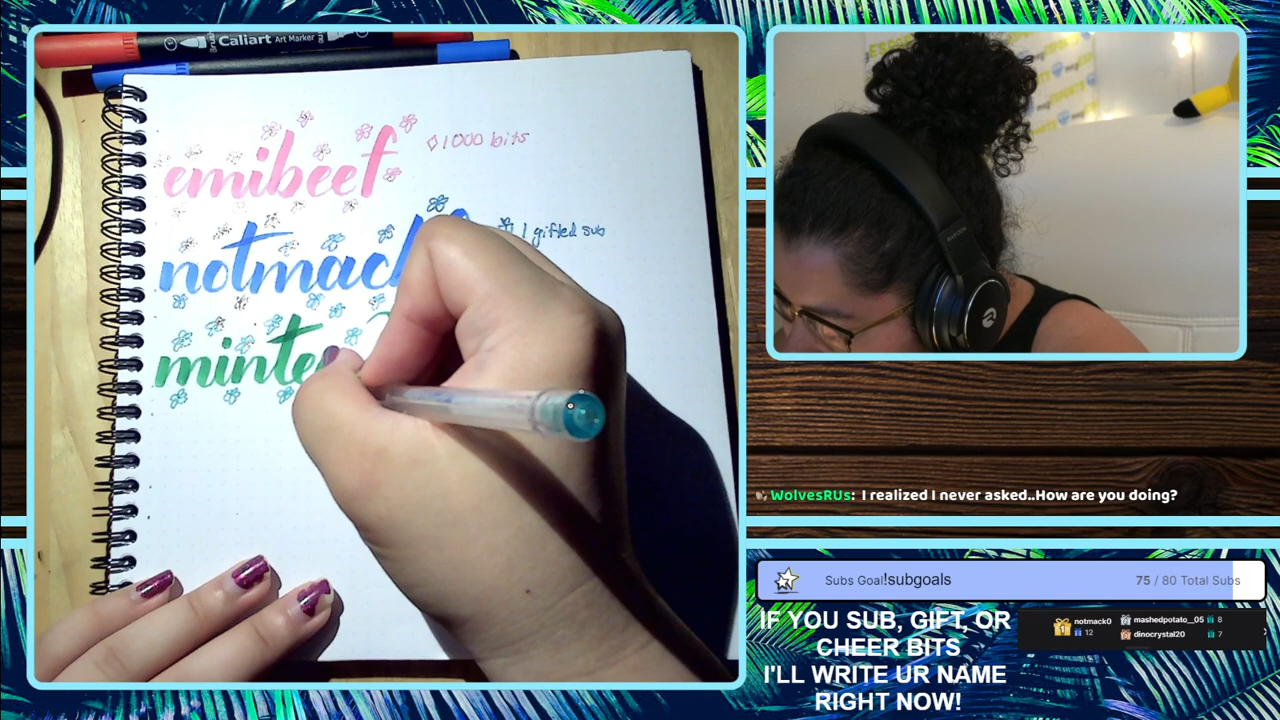 Caliart Art Marker
emibeef ◊1000 bits
1 gifted sub
WolvesRUs: I realized I never asked..How are you doing?
Subs Goal!subgoals 75 / 80 Total Subs
IF YOU SUB, GIFT, OR
CHEER BITS
I'LL WRITE UR NAME
RIGHT NOW!
notmack0
12
mashedpotato__05 8
dinocrystal20 7